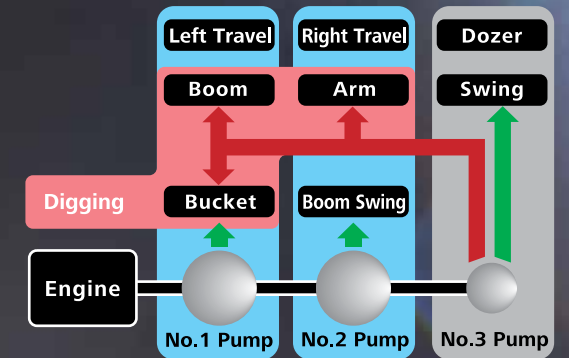 Left Travel
Right Travel
Dozer
Boom
Arm
Swing
Digging
Bucket
Boom Swing
Engine
No.1 Pump
No.2 Pump
No.3 Pump